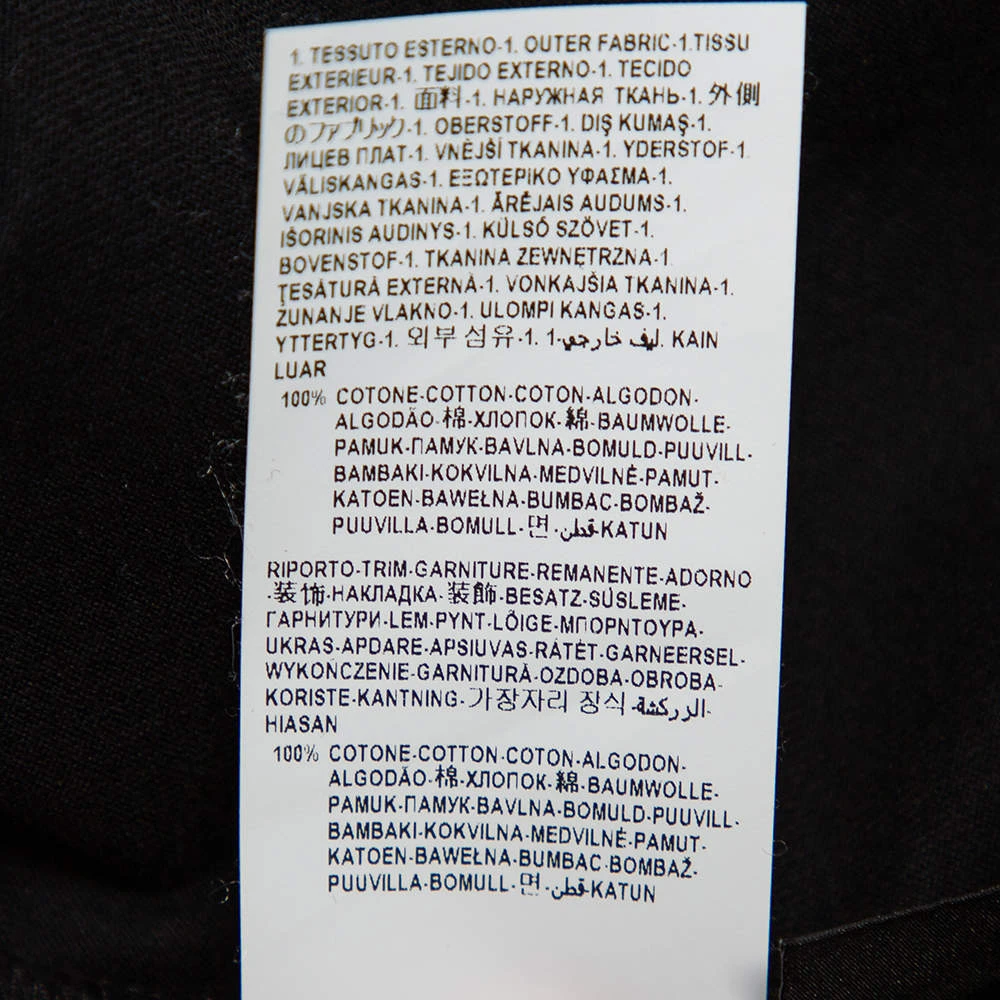 1. TESSUTO ESTERNO-1. OUTER FABRIC-1.TISSU
EXTERIEUR-1. TEJIDO EXTERNO-1. TECIDO
EXTERIOR-1. 面料-1. НАРУЖНАЯ ТКАНЬ-1. 外側
のファブリック-1. OBERSTOFF-1. DIŞ KUMAŞ-1.
ЛИЦЕВ ПЛАТ-1. VNĚJŠÍ TKANINA-1. YDERSTOF-1.
VÄLISKANGAS-1. ΕΞΩΤΕΡΙΚΟ ΥΦΑΣΜΑ-1.
VANJSKA TKANINA-1. ĀRĒJAIS AUDUMS-1.
IŠORINIS AUDINYS-1. KÜLSŐ SZÖVET-1.
BOVENSTOF-1. TKANINA ZEWNĘTRZNA-1.
ŢESĂTURĂ EXTERNĂ-1. VONKAJŠIA TKANINA-1.
ZUNANJE VLAKNO-1. ULOMPI KANGAS-1.
YTTERTYG-1. 외부 섬유-1. 1-ليف خارجي. KAIN
LUAR
100% COTONE-COTTON-COTON-ALGODON-
ALGODÃO-棉-ХЛОПОК-綿-BAUMWOLLE-
PAMUK-ПАМУК-BAVLNA-BOMULD-PUUVILL-
BAMBAKI-KOKVILNA-MEDVILNĖ-PAMUT-
KATOEN-BAWEŁNA-BUMBAC-BOMBAŽ-
PUUVILLA-BOMULL-면-قطن-KATUN
RIPORTO-TRIM-GARNITURE-REMANENTE-ADORNO
-装饰-НАКЛАДКА-装飾-BESATZ-SÜSLEME-
ГАРНИТУРИ-LEM-PYNT-LÕIGE-ΜΠΟΡΝΤΟΥΡΑ-
UKRAS-APDARE-APSIUVAS-RÁTÉT-GARNEERSEL-
WYKOŃCZENIE-GARNITURĂ-OZDOBA-OBROBA-
KORISTE-KANTNING-가장자리 장식-الزركشة-
HIASAN
100% COTONE-COTTON-COTON-ALGODON-
ALGODÃO-棉-ХЛОПОК-綿-BAUMWOLLE-
PAMUK-ПАМУК-BAVLNA-BOMULD-PUUVILL-
BAMBAKI-KOKVILNA-MEDVILNĖ-PAMUT-
KATOEN-BAWEŁNA-BUMBAC-BOMBAŽ-
PUUVILLA-BOMULL-면-قطن-KATUN